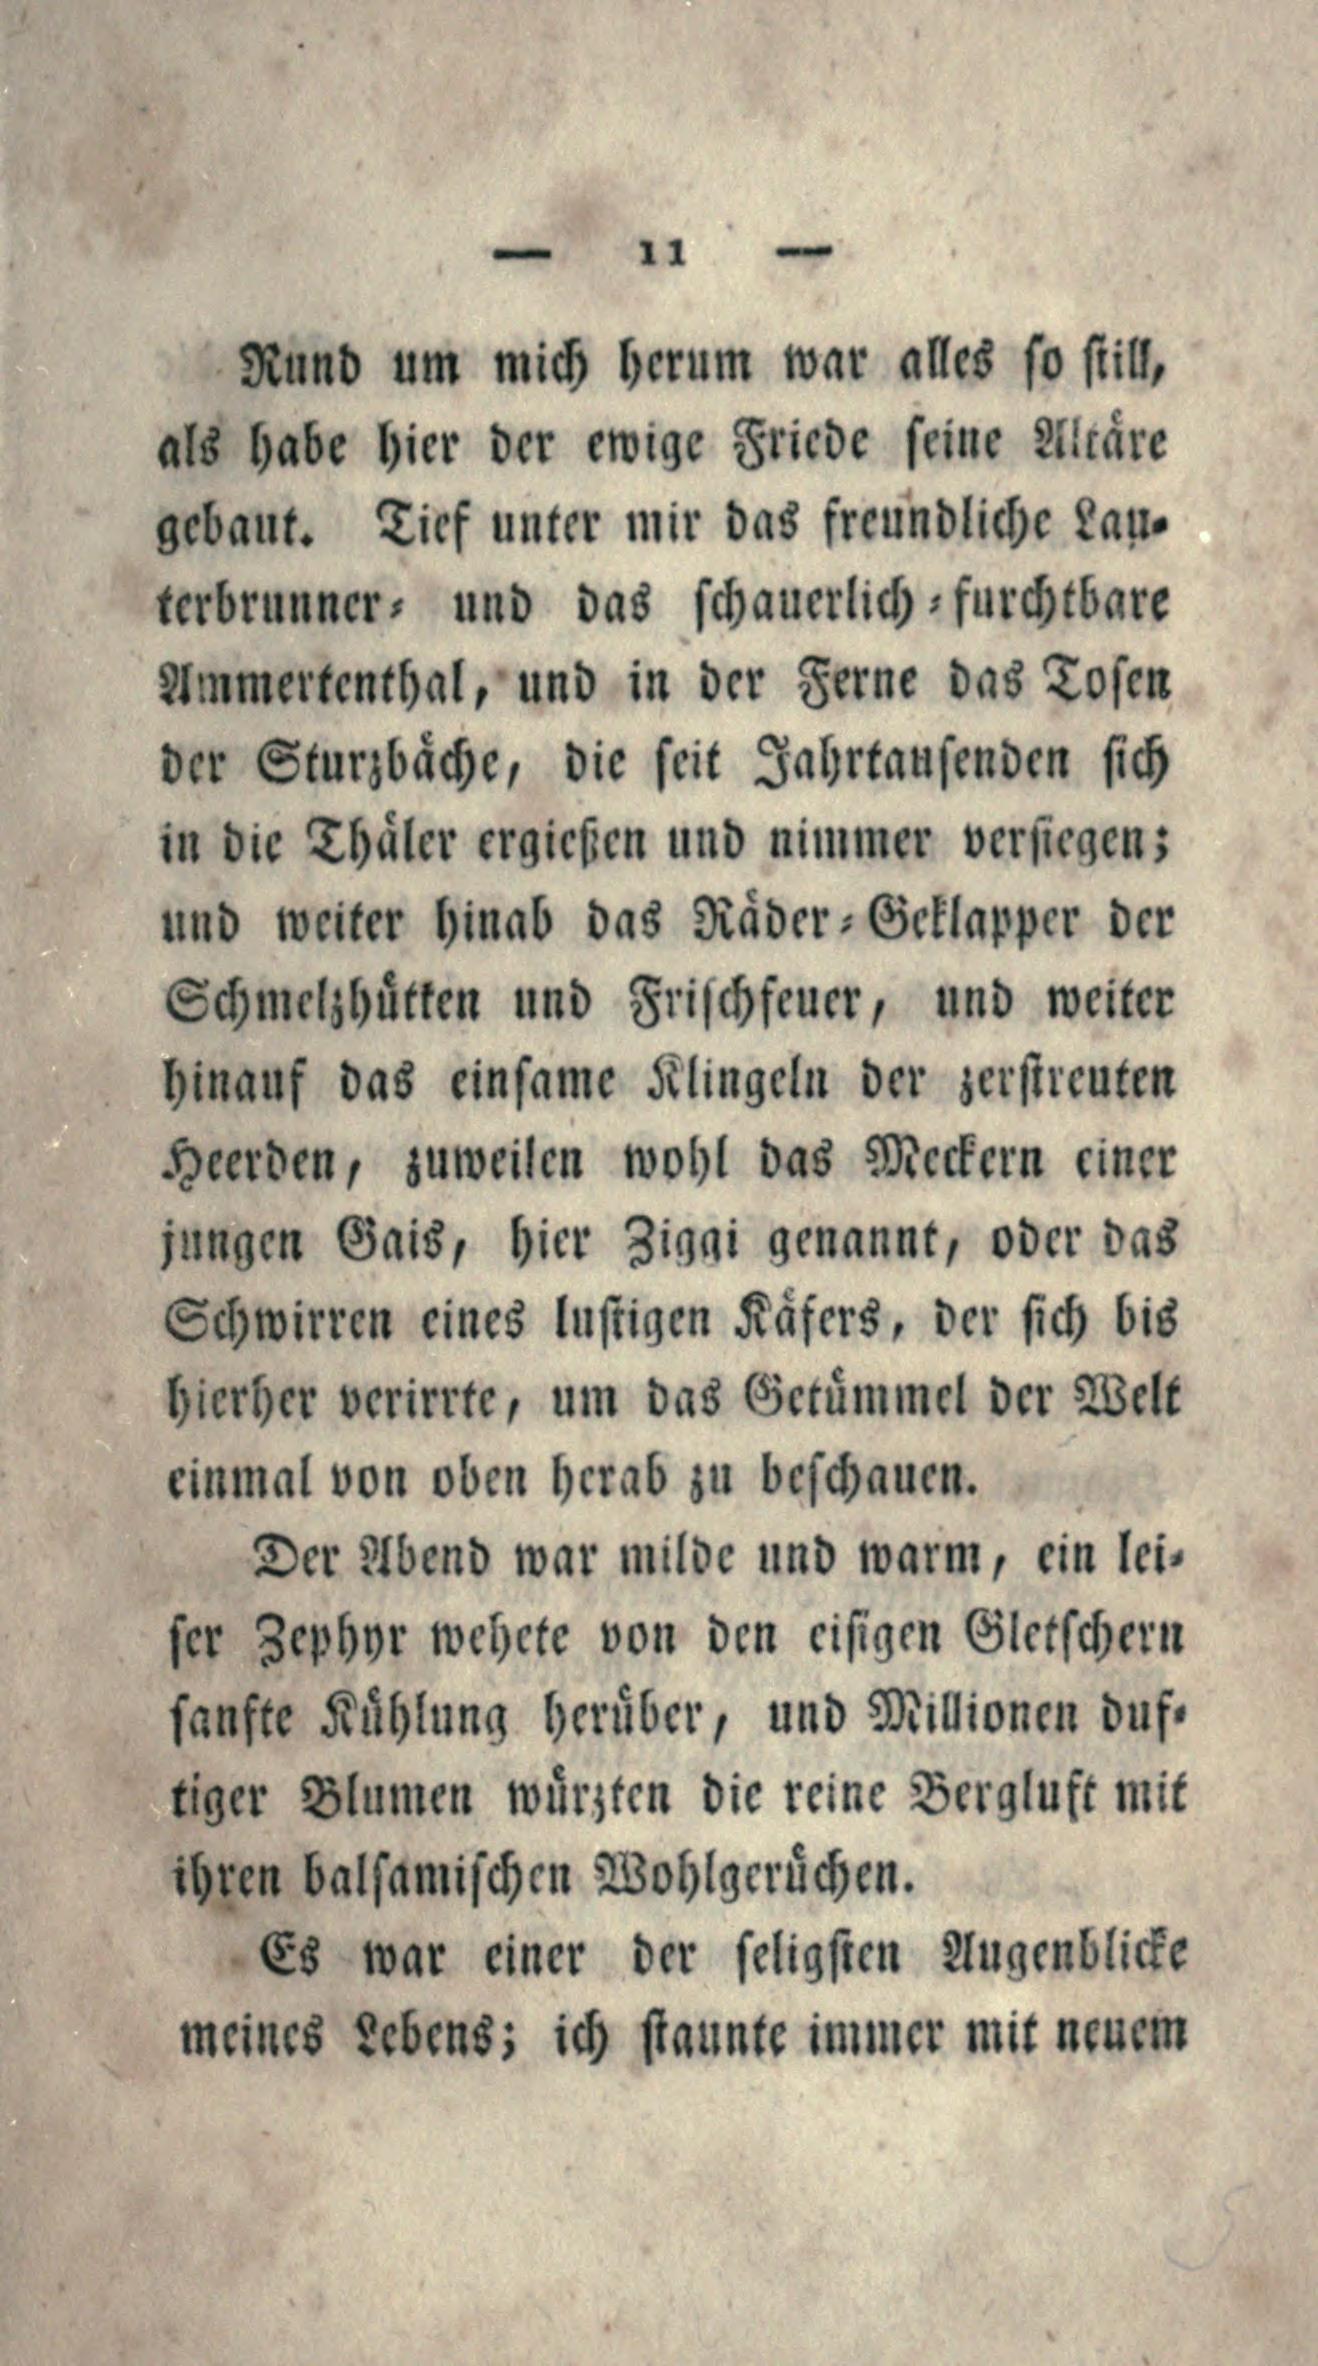 — 11 —
Rund um mich herum war alles so still,
als habe hier der ewige Friede seine Altäre
gebaut. Tief unter mir das freundliche Lau-
terbrunner- und das schauerlich-furchtbare
Ammertenthal, und in der Ferne das Tosen
der Sturzbäche, die seit Jahrtausenden sich
in die Thäler ergießen und nimmer versiegen;
und weiter hinab das Räder-Geklapper der
Schmelzhütten und Frischfeuer, und weiter
hinauf das einsame Klingeln der zerstreuten
Heerden, zuweilen wohl das Meckern einer
jungen Gais, hier Ziggi genannt, oder das
Schwirren eines lustigen Käfers, der sich bis
hierher verirrte, um das Getümmel der Welt
einmal von oben herab zu beschauen.
Der Abend war milde und warm, ein lei-
ser Zephyr wehete von den eisigen Gletschern
sanfte Kühlung herüber, und Millionen duf-
tiger Blumen würzten die reine Bergluft mit
ihren balsamischen Wohlgerüchen.
Es war einer der seligsten Augenblicke
meines Lebens; ich staunte immer mit neuem